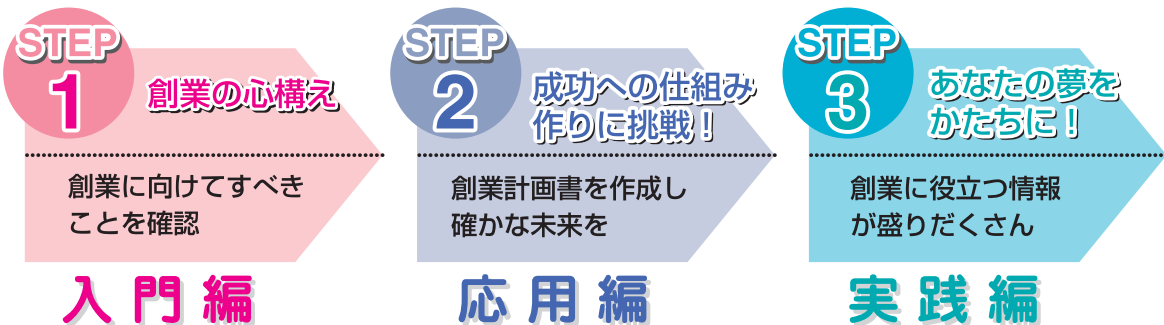 STEP
1
創業の心構え
創業に向けてすべき
ことを確認
入門編
STEP
2
成功への仕組み
作りに挑戦！
創業計画書を作成し
確かな未来を
応用編
STEP
3
あなたの夢を
かたちに！
創業に役立つ情報
が盛りだくさん
実践編